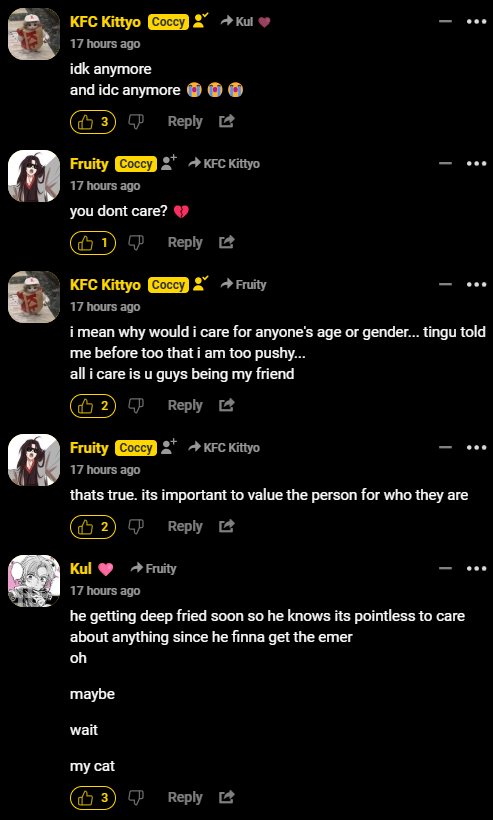 KFC Kittyo Coccy Kul
17 hours ago
idk anymore
and idc anymore 😭 😭 😭
3 Reply
Fruity Coccy KFC Kittyo
17 hours ago
you dont care? 💔
1 Reply
KFC Kittyo Coccy Fruity
17 hours ago
i mean why would i care for anyone's age or gender... tingu told
me before too that i am too pushy...
all i care is u guys being my friend
2 Reply
Fruity Coccy KFC Kittyo
17 hours ago
thats true. its important to value the person for who they are
2 Reply
Kul Fruity
17 hours ago
he getting deep fried soon so he knows its pointless to care
about anything since he finna get the emer
oh
maybe
wait
my cat
3 Reply